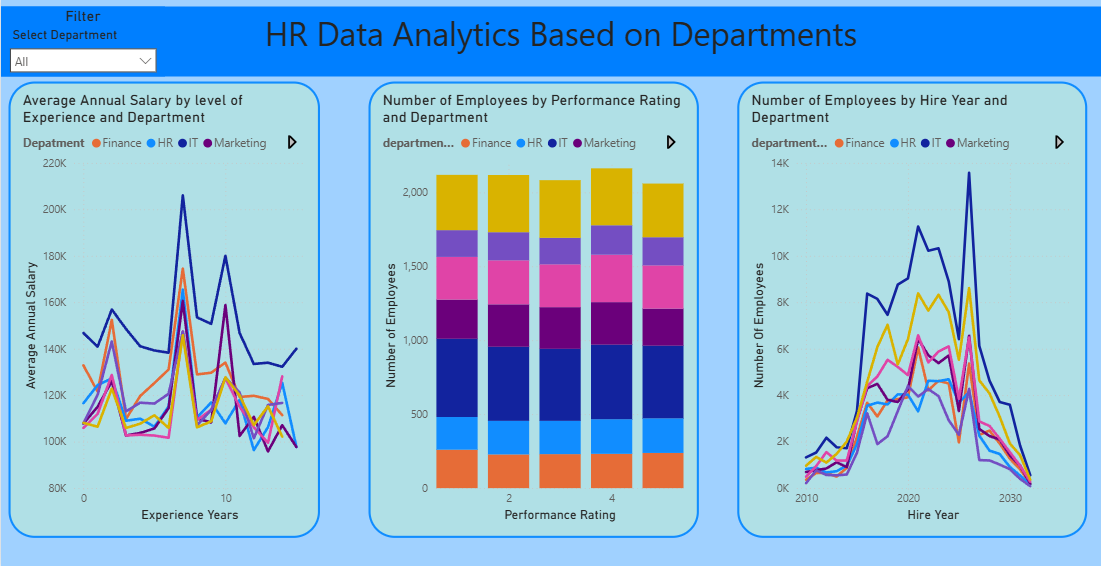 Filter
Select Department
All
HR Data Analytics Based on Departments
Average Annual Salary by level of
Experience and Department
Depatment Finance HR IT Marketing
220K
200K
180K
160K
140K
120K
100K
80K
Average Annual Salary
0 10
Experience Years
Number of Employees by Performance Rating
and Department
departmen... Finance HR IT Marketing
2,000
1,500
1,000
500
0
Number of Employees
2 4
Performance Rating
Number of Employees by Hire Year and
Department
department... Finance HR IT Marketing
14K
12K
10K
8K
6K
4K
2K
0K
Number Of Employees
2010 2020 2030
Hire Year